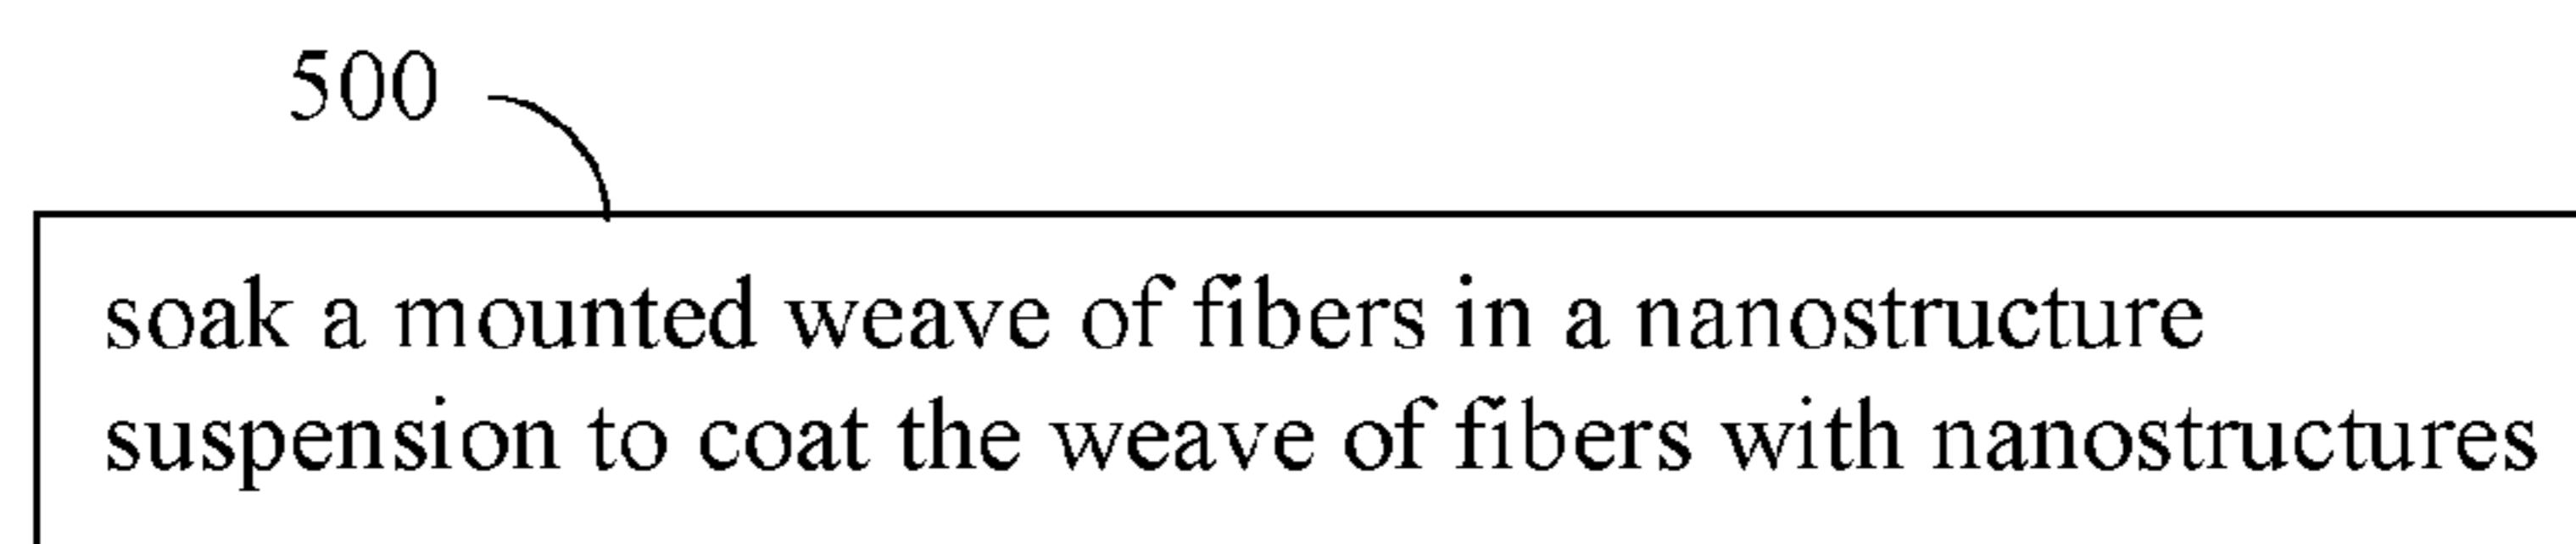 500
soak a mounted weave of fibers in a nanostructure
suspension to coat the weave of fibers with nanostructures